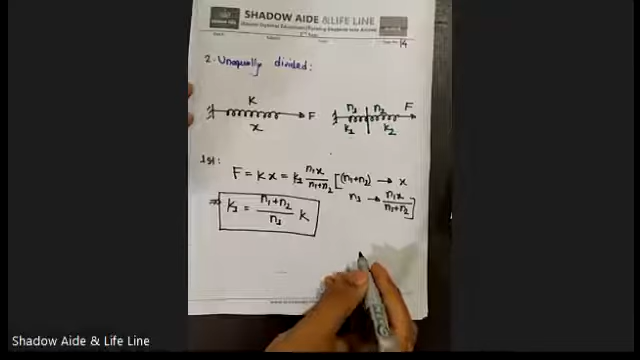 SHADOW AIDE & LIFE LINE
14
2. Unequally divided:
K
F
x
n1 n2 F
k1 k2
1st:
F = Kx = k1 n1x/n1+n2 [(n1+n2) → x
n1 → n1x/n1+n2]
⇒ k1 = n1+n2/n1 K
Shadow Aide & Life Line